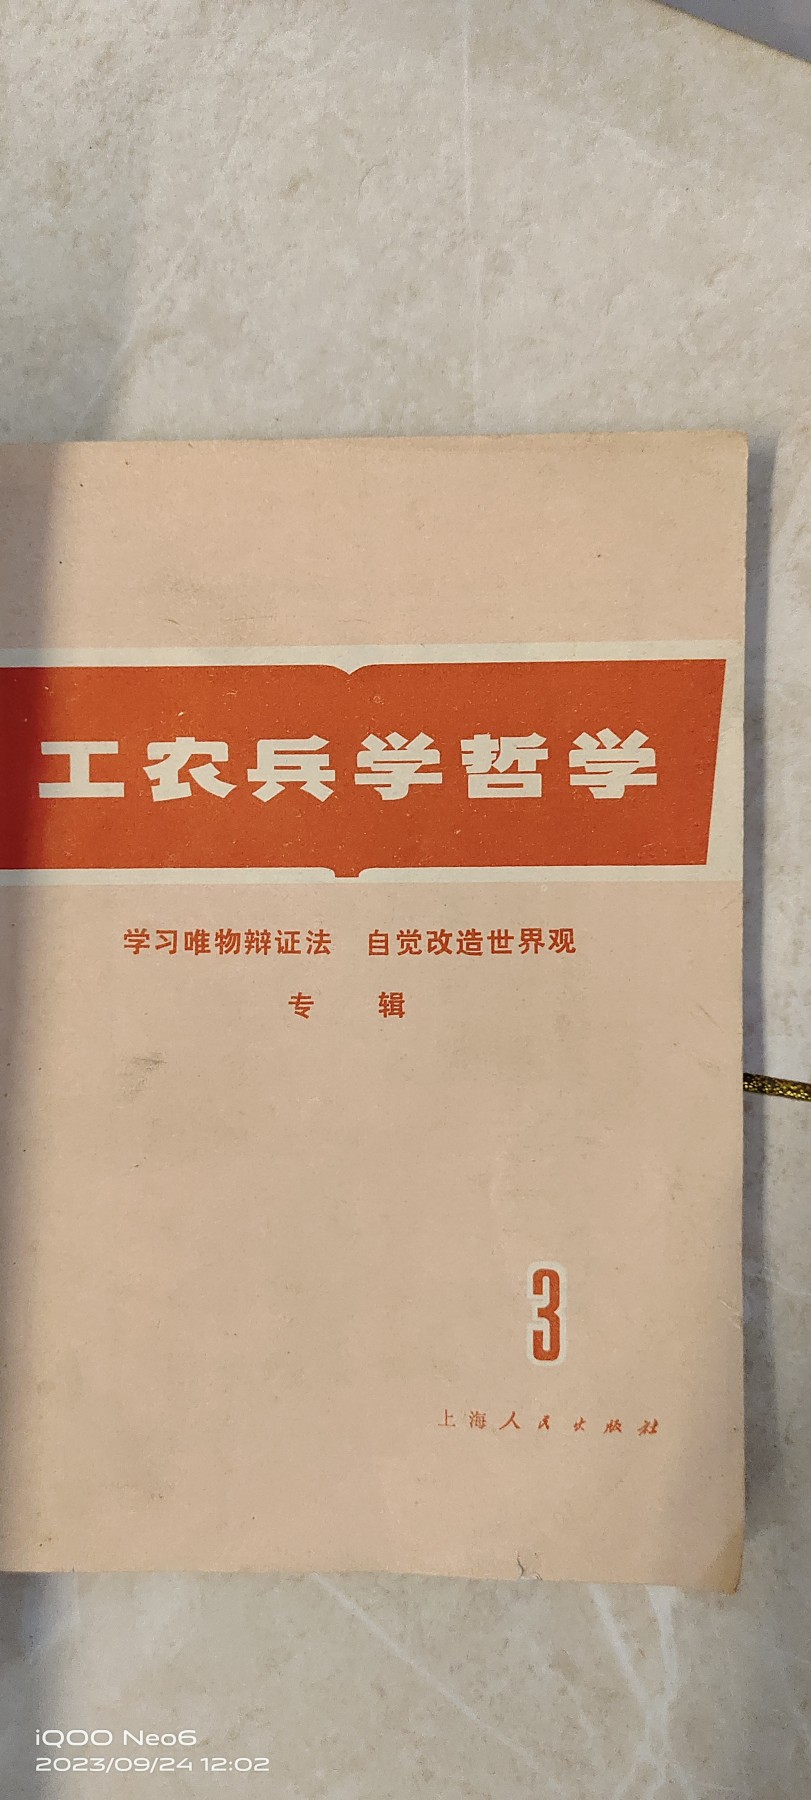 工农兵学哲学
学习唯物辩证法 自觉改造世界观
专 辑
3
上海人民出版社
iQOO Neo6
2023/09/24 12:02